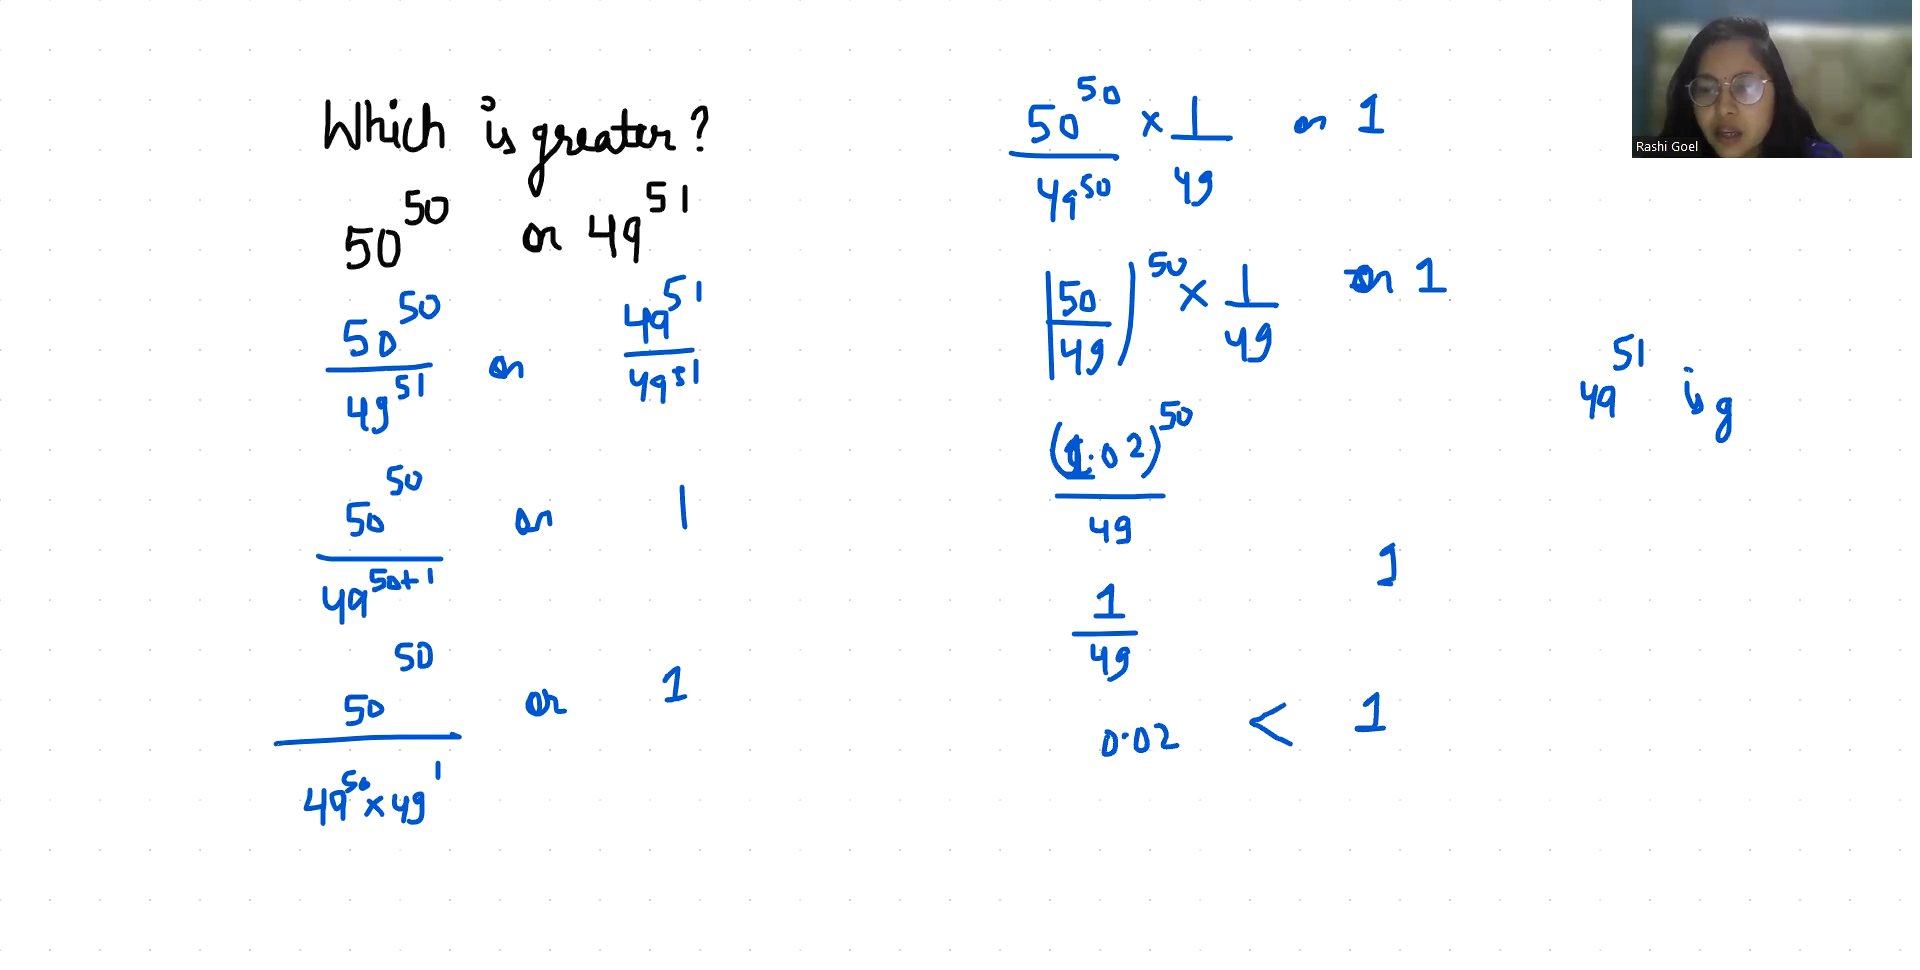 Which is greater?
50^50 or 49^51
50^50/49^51 or 49^51/49^51
50^50/49^(50+1) or 1
50^50/(49^50 × 49^1) or 1
50^50/49^50 × 1/49 or 1
(50/49)^50 × 1/49 or 1
(1.02)^50/49
1/49 1
0.02 < 1
49^51 is g
Rashi Goel